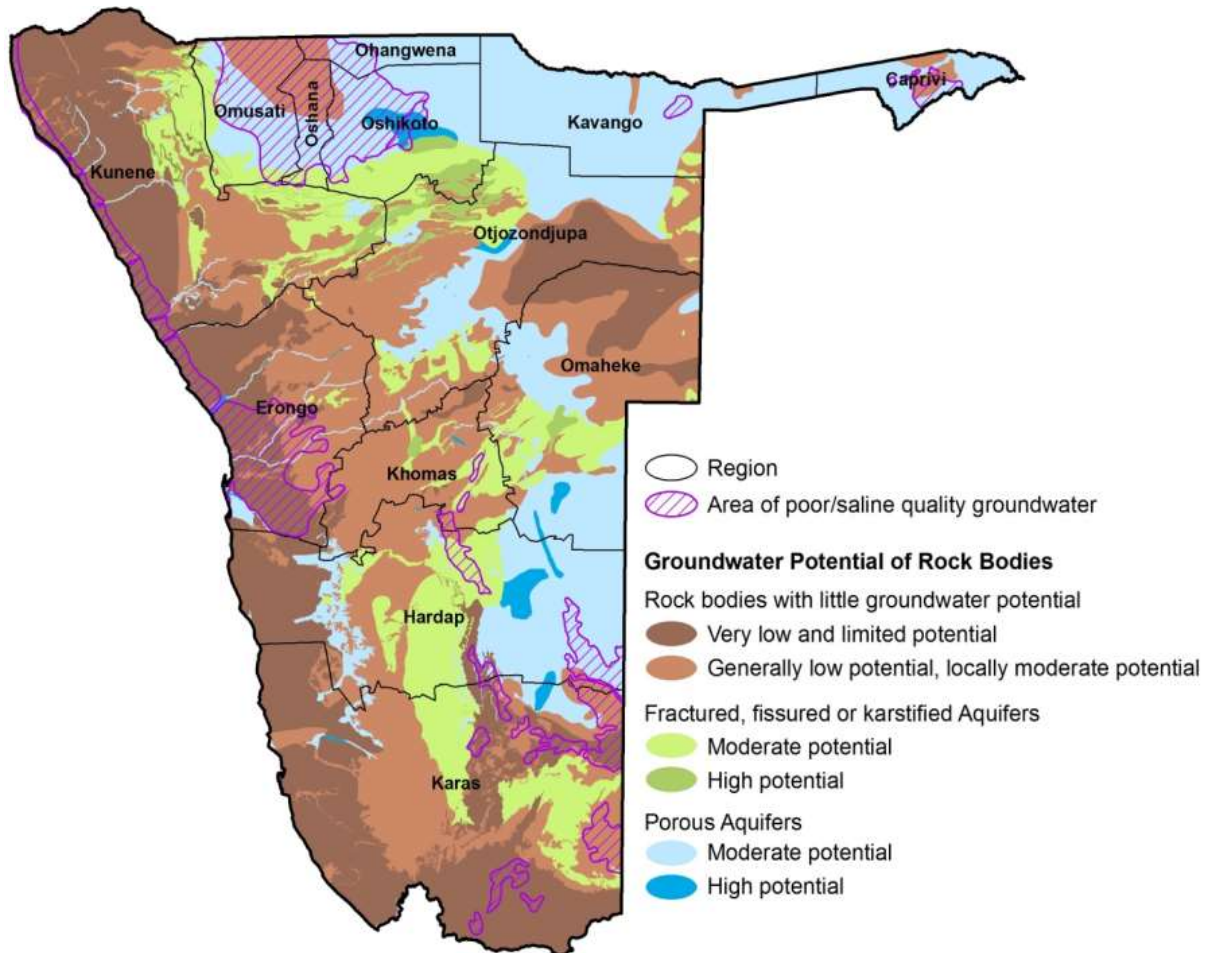 Ohangwena
Caprivi
Omusati
Oshana
Oshikoto
Kavango
Kunene
Otjozondjupa
Omaheke
Erongo
Khomas
Hardap
Karas
Region
Area of poor/saline quality groundwater
Groundwater Potential of Rock Bodies
Rock bodies with little groundwater potential
Very low and limited potential
Generally low potential, locally moderate potential
Fractured, fissured or karstified Aquifers
Moderate potential
High potential
Porous Aquifers
Moderate potential
High potential